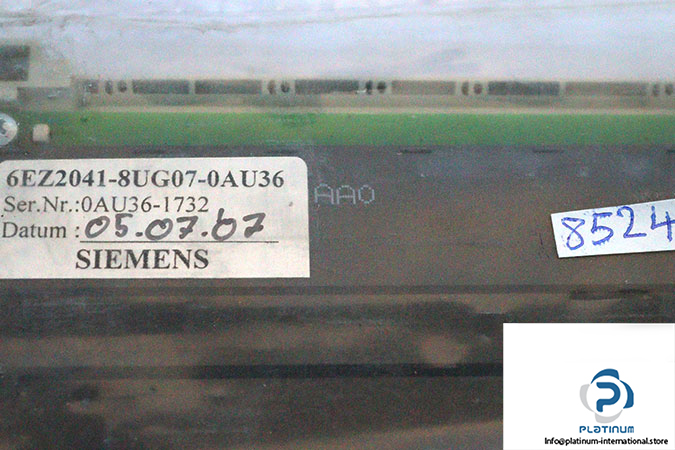 6EZ2041-8UG07-0AU36
Ser.Nr.:0AU36-1732
Datum : 05.07.07
SIEMENS
AA0
8524
PLATINUM
Info@platinum-international.store